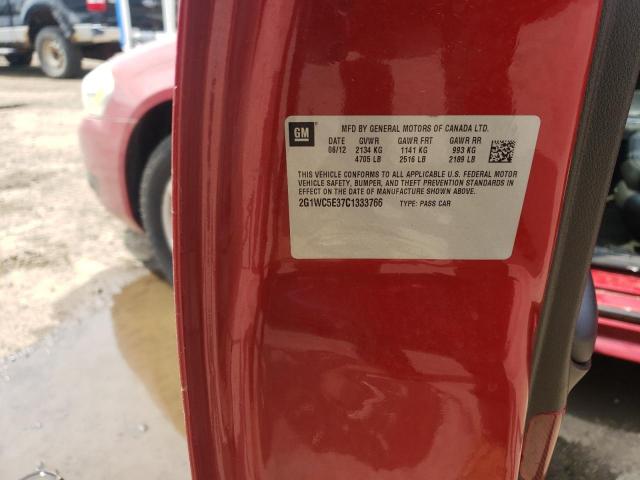 GM
MFD BY GENERAL MOTORS OF CANADA LTD.
DATE GVWR GAWR FRT GAWR RR
06/12 2134 KG 1141 KG 993 KG
4705 LB 2516 LB 2189 LB
THIS VEHICLE CONFORMS TO ALL APPLICABLE U.S. FEDERAL MOTOR
VEHICLE SAFETY, BUMPER, AND THEFT PREVENTION STANDARDS IN
EFFECT ON THE DATE OF MANUFACTURE SHOWN ABOVE.
2G1WC5E37C1333766 TYPE: PASS CAR